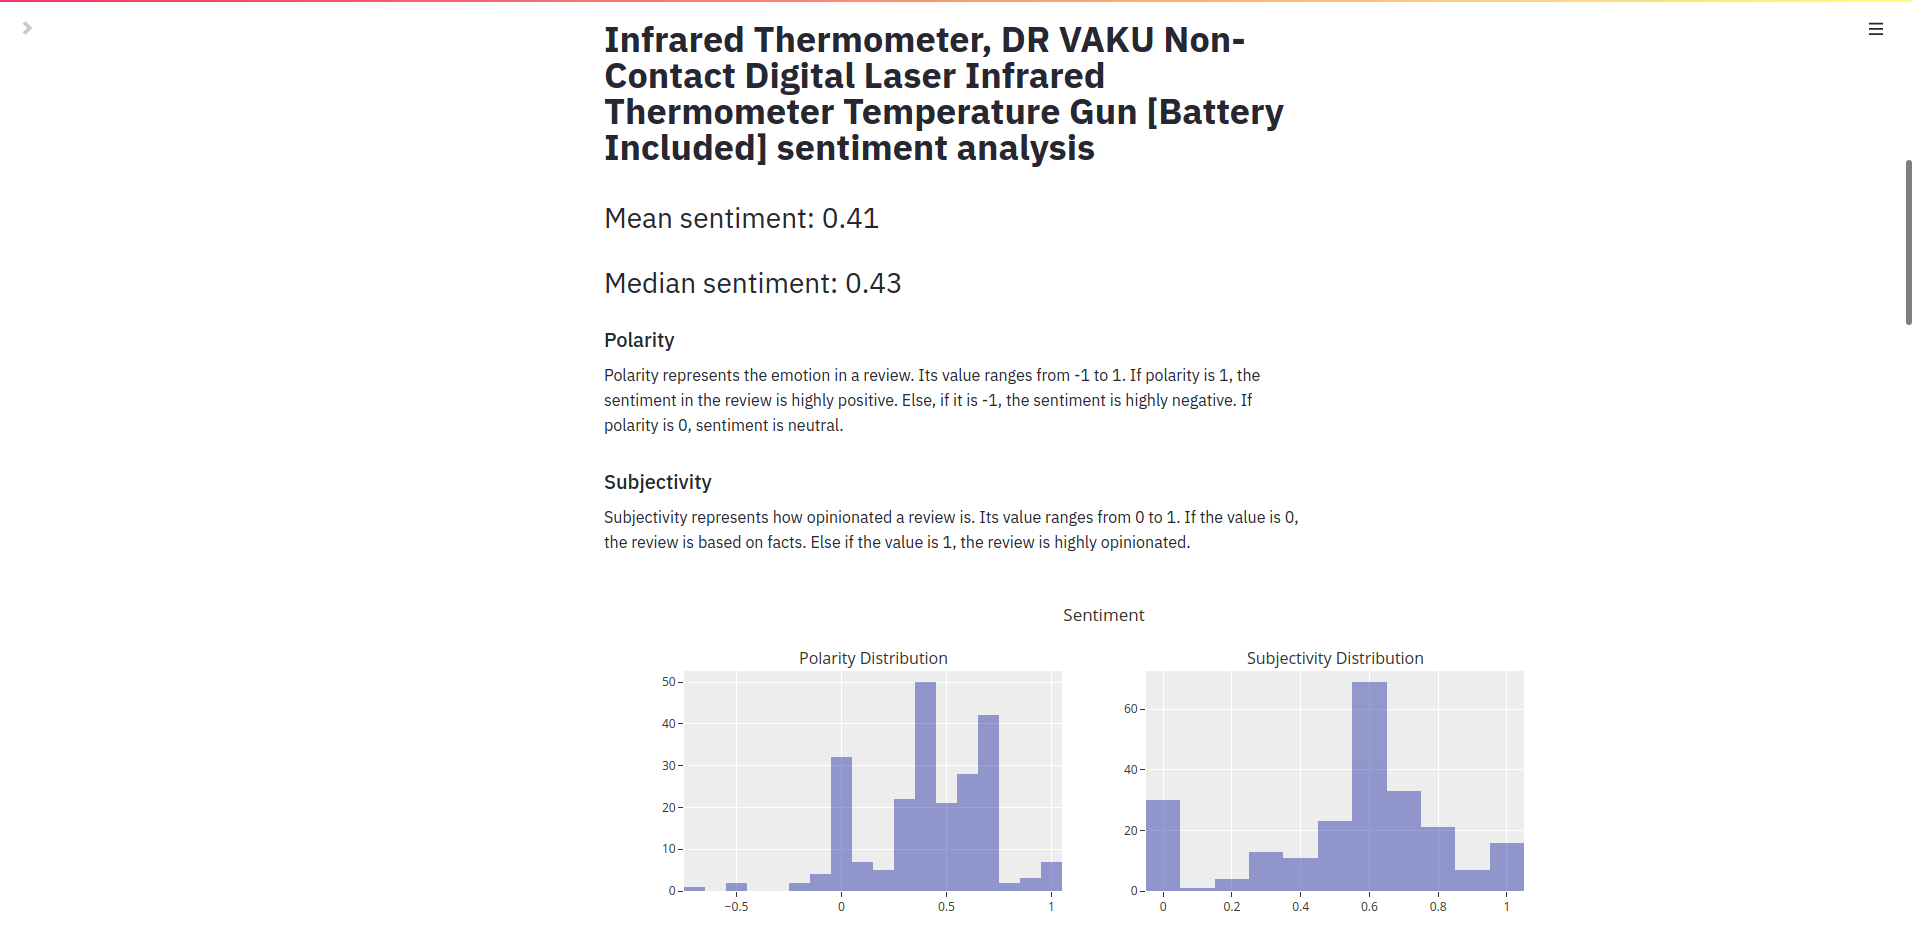 Infrared Thermometer, DR VAKU Non-
Contact Digital Laser Infrared
Thermometer Temperature Gun [Battery
Included] sentiment analysis
Mean sentiment: 0.41
Median sentiment: 0.43
Polarity
Polarity represents the emotion in a review. Its value ranges from -1 to 1. If polarity is 1, the
sentiment in the review is highly positive. Else, if it is -1, the sentiment is highly negative. If
polarity is 0, sentiment is neutral.
Subjectivity
Subjectivity represents how opinionated a review is. Its value ranges from 0 to 1. If the value is 0,
the review is based on facts. Else if the value is 1, the review is highly opinionated.
Sentiment
Polarity Distribution
50
40
30
20
10
0
−0.5 0 0.5 1
Subjectivity Distribution
60
40
20
0
0 0.2 0.4 0.6 0.8 1